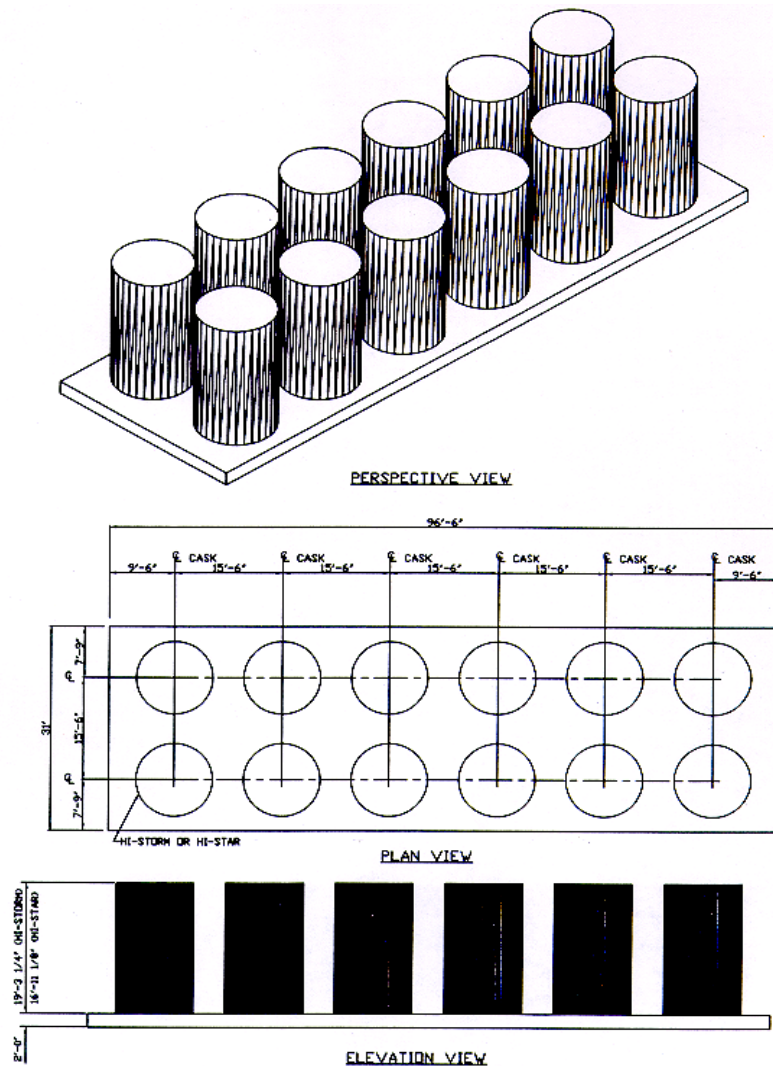 PERSPECTIVE VIEW
96'-6"
℄ CASK ℄ CASK ℄ CASK ℄ CASK ℄ CASK ℄ CASK
9'-6" 15'-6" 15'-6" 15'-6" 15'-6" 15'-6" 9'-6"
7'-9"
℄
31'
15'-6"
℄
7'-9"
HI-STORM OR HI-STAR
PLAN VIEW
19'-3 1/4" (HI-STORM)
16'-11 1/8" (HI-STAR)
2'-0"
ELEVATION VIEW